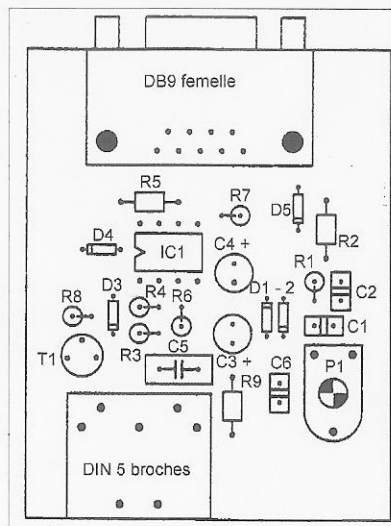 DB9 femelle
R5
R7
D5
R2
D4
IC1
C4 +
R1
D3
R4
R6
D1 - 2
C2
R8
C1
T1
R3
C5
C3 +
P1
R9
C6
DIN 5 broches